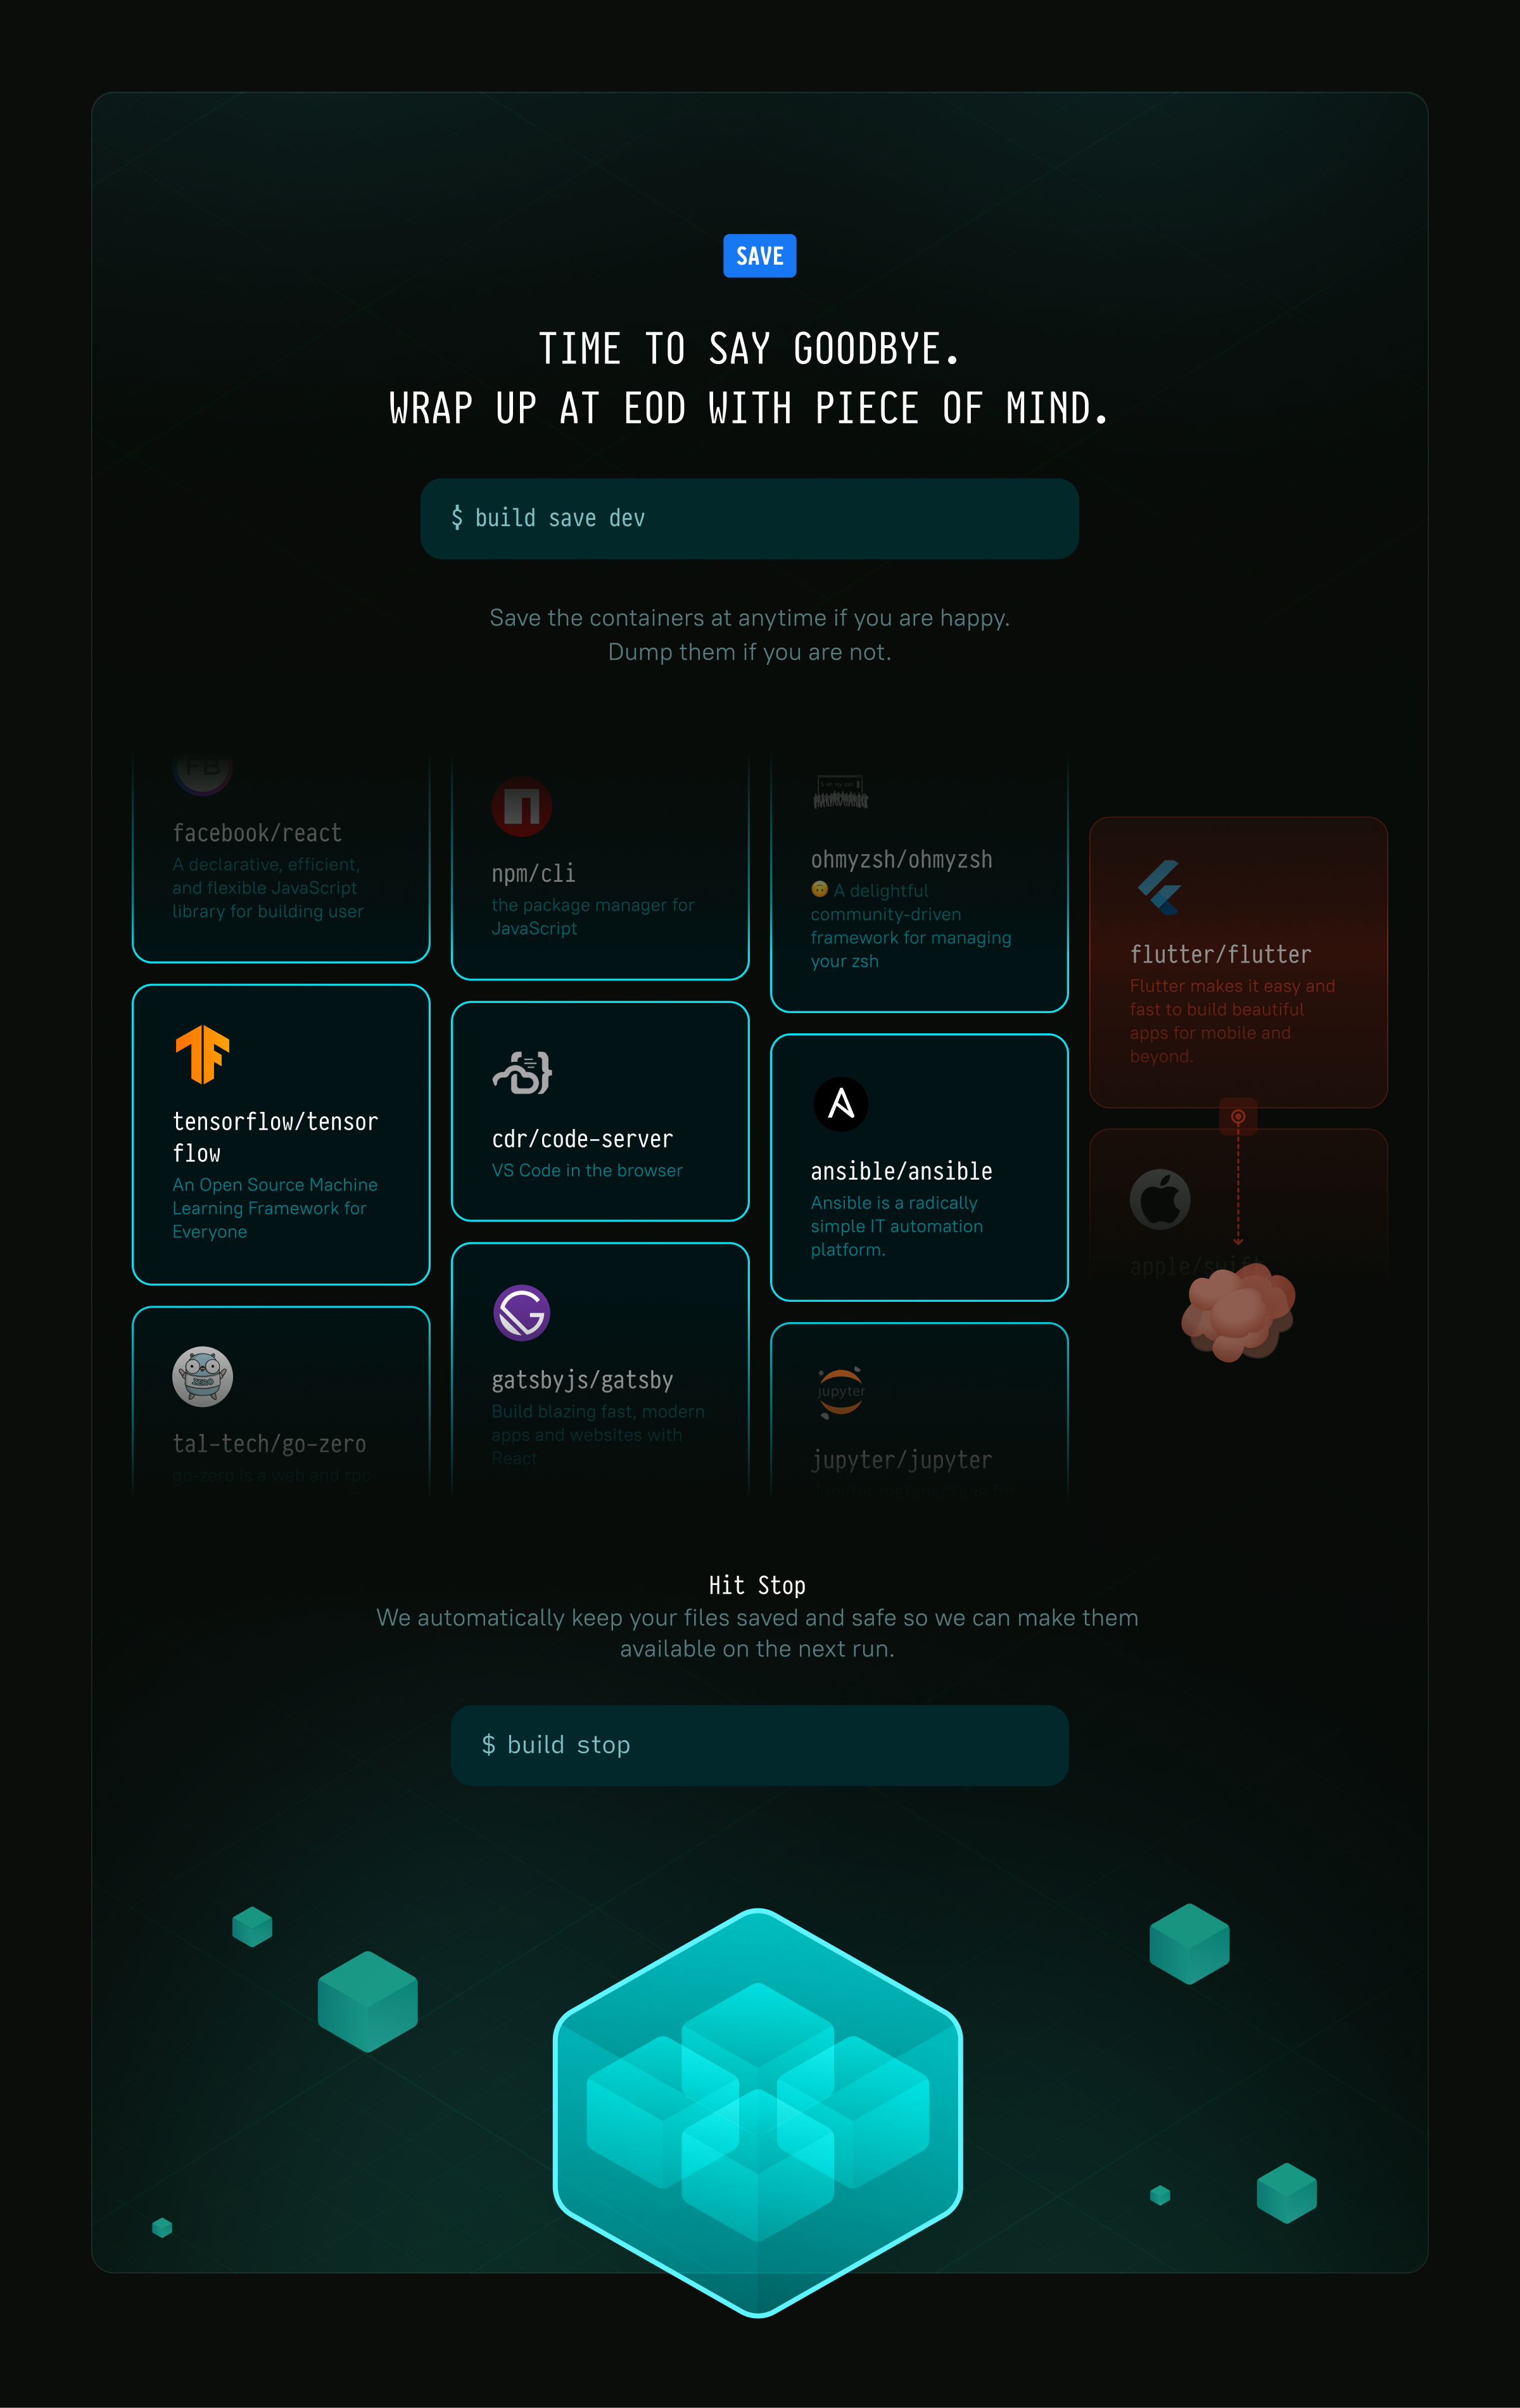 SAVE
TIME TO SAY GOODBYE.
WRAP UP AT EOD WITH PIECE OF MIND.
$ build save dev
Save the containers at anytime if you are happy.
Dump them if you are not.
FB
facebook/react
A declarative, efficient,
and flexible JavaScript
library for building user
npm/cli
the package manager for
JavaScript
ohmyzsh/ohmyzsh
🙃 A delightful
community-driven
framework for managing
your zsh
flutter/flutter
Flutter makes it easy and
fast to build beautiful
apps for mobile and
beyond.
tensorflow/tensor
flow
An Open Source Machine
Learning Framework for
Everyone
cdr/code-server
VS Code in the browser
ansible/ansible
Ansible is a radically
simple IT automation
platform.
apple/swift
ZERO
tal-tech/go-zero
go-zero is a web and rpc
gatsbyjs/gatsby
Build blazing fast, modern
apps and websites with
React
jupyter
jupyter/jupyter
Jupyter metapackage for
Hit Stop
We automatically keep your files saved and safe so we can make them
available on the next run.
$ build stop